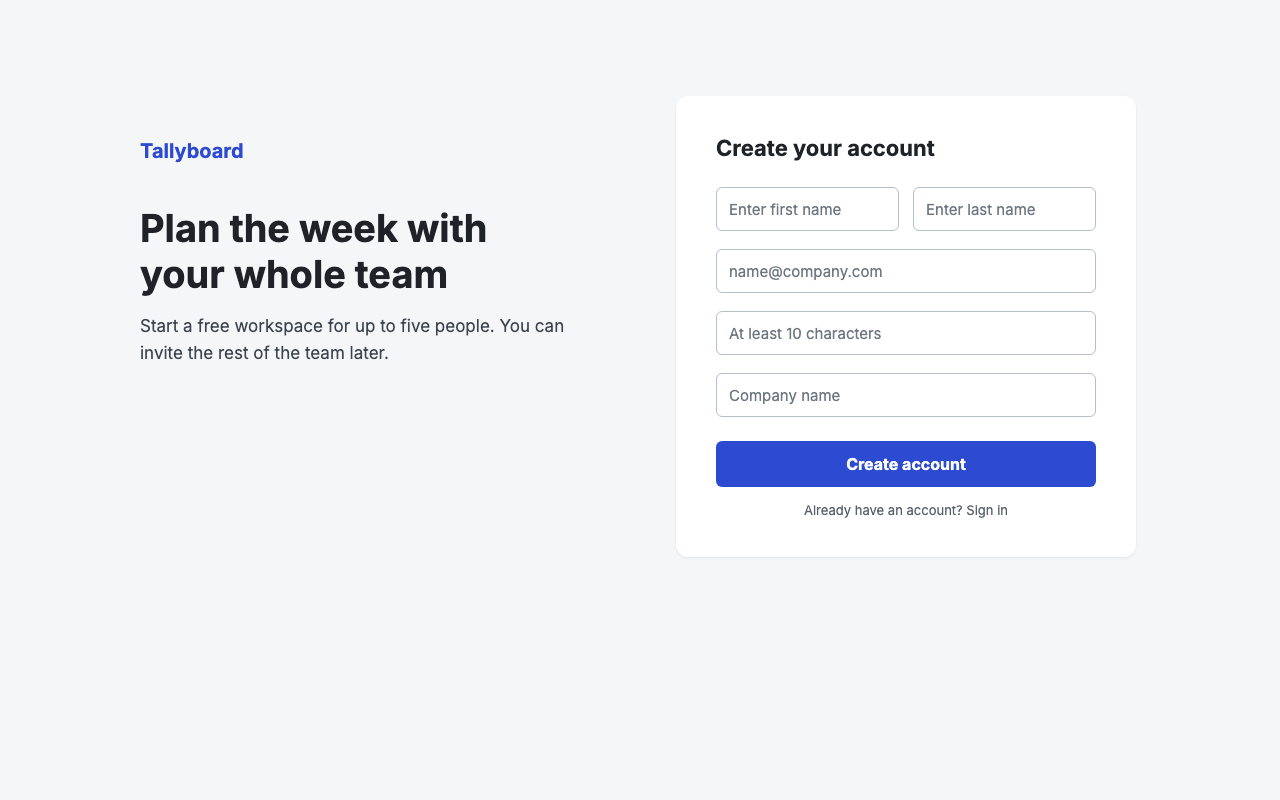 Tallyboard
Plan the week with
your whole team
Start a free workspace for up to five people. You can
invite the rest of the team later.
Create your account
Enter first name
Enter last name
name@company.com
At least 10 characters
Company name
Create account
Already have an account? Sign in